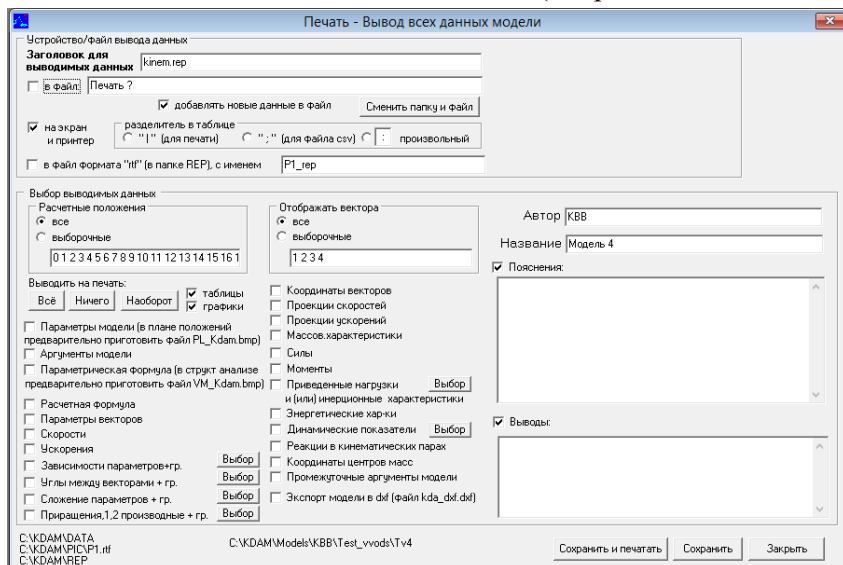 Печать - Вывод всех данных модели
Устройство/файл вывода данных
Заголовок для
выводимых данных
kinem.rep
в файл:
Печать ?
добавлять новые данные в файл
Сменить папку и файл
на экран
и принтер
разделитель в таблице
"|" (для печати)
";" (для файла csv)
:
произвольный
в файл формата "rtf" (в папке REP), с именем
P1_rep
Выбор выводимых данных
Расчетные положения
все
выборочные
0 1 2 3 4 5 6 7 8 9 10 11 12 13 14 15 16 1
Отображать вектора
все
выборочные
1 2 3 4
Автор
КВВ
Название
Модель 4
Пояснения:
Выводить на печать:
Всё
Ничего
Наоборот
таблицы
графики
Параметры модели (в плане положений
предварительно приготовить файл PL_Kdam.bmp)
Аргументы модели
Параметрическая формула (в структ анализе
предварительно приготовить файл VM_Kdam.bmp)
Расчетная формула
Параметры векторов
Скорости
Ускорения
Зависимости параметров+гр.
Выбор
Углы между векторами + гр.
Выбор
Сложение параметров + гр.
Выбор
Приращения,1,2 производные + гр.
Выбор
Координаты векторов
Проекции скоростей
Проекции ускорений
Массов.характеристики
Силы
Моменты
Приведенные нагрузки
Выбор
и (или) инерционные характеристики
Энергетические хар-ки
Динамические показатели
Выбор
Реакции в кинематических парах
Координаты центров масс
Промежуточные аргументы модели
Экспорт модели в dxf (файл kda_dxf.dxf)
Выводы:
C:\KDAM\DATA
C:\KDAM\PIC\P1.rtf
C:\KDAM\REP
C:\KDAM\Models\KBB\Test_vvods\Tv4
Сохранить и печатать
Сохранить
Закрыть